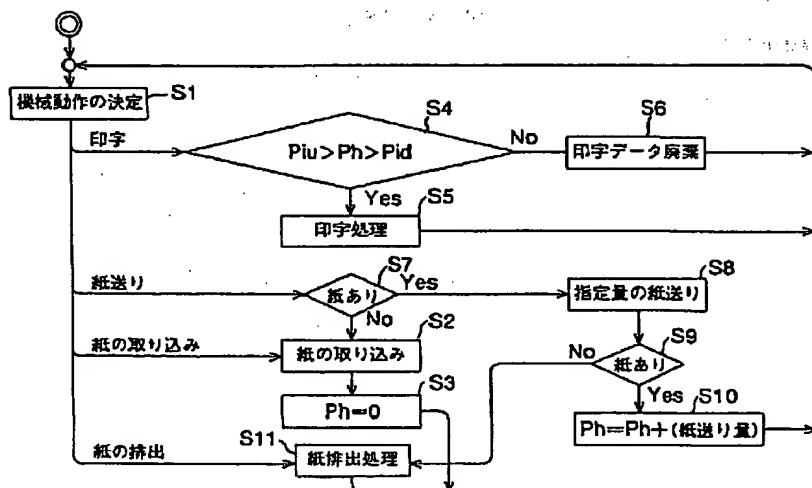 機械動作の決定
S1
印字
Piu>Ph>Pid
S4
No
印字データ廃棄
S6
Yes
印字処理
S5
紙送り
紙あり
S7
Yes
指定量の紙送り
S8
No
紙の取り込み
紙の取り込み
S2
No
紙あり
S9
Ph=0
S3
Yes
Ph=Ph+(紙送り量)
S10
紙の排出
S11
紙排出処理